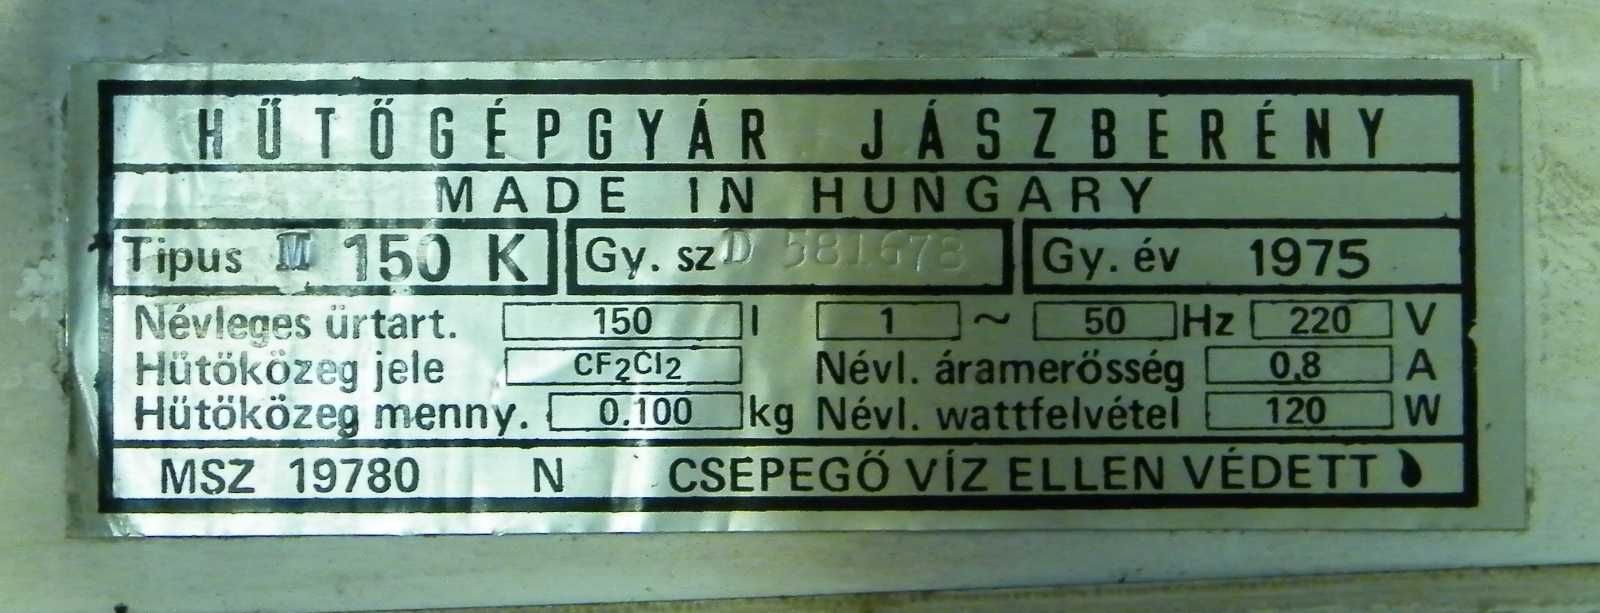 HŰTŐGÉPGYÁR JÁSZBERÉNY
MADE IN HUNGARY
Tipus M 150 K Gy. sz D 581678 Gy. év 1975
Névleges ürtart. 150 l 1 ~ 50 Hz 220 V
Hűtőközeg jele CF₂Cl₂ Névl. áramerősség 0,8 A
Hűtőközeg menny. 0.100 kg Névl. wattfelvétel 120 W
MSZ 19780 N CSEPEGŐ VÍZ ELLEN VÉDETT